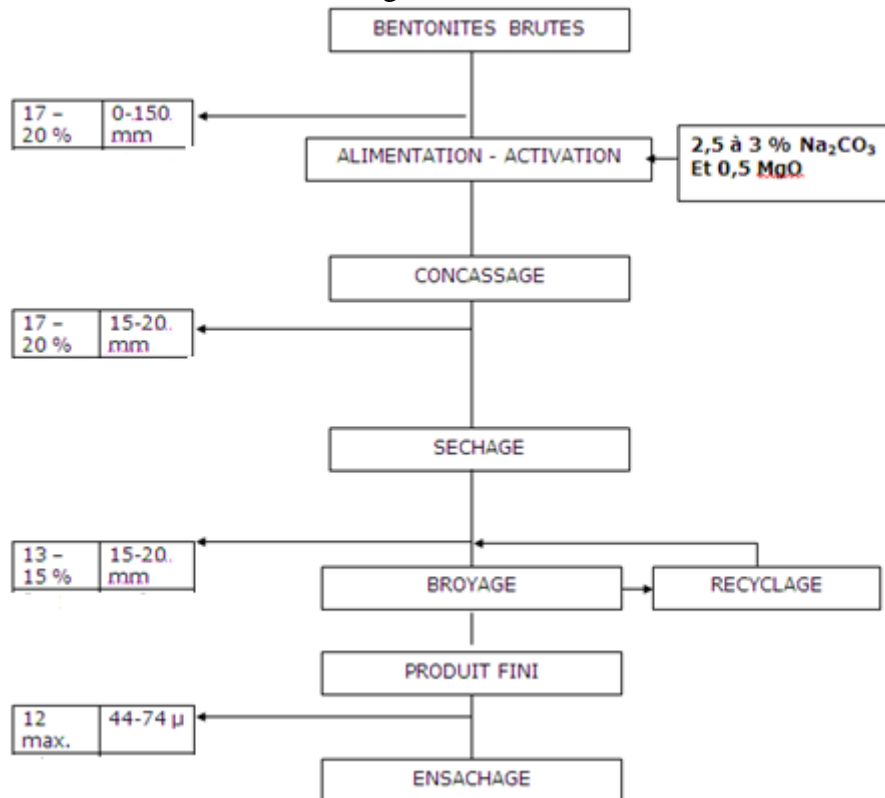 BENTONITES BRUTES
17 –
20 %
0-150.
mm
ALIMENTATION - ACTIVATION
2,5 à 3 % Na₂CO₃
Et 0,5 MgO
CONCASSAGE
17 –
20 %
15-20..
mm
SECHAGE
13 –
15 %
15-20..
mm
BROYAGE
RECYCLAGE
PRODUIT FINI
12
max.
44-74 µ
ENSACHAGE